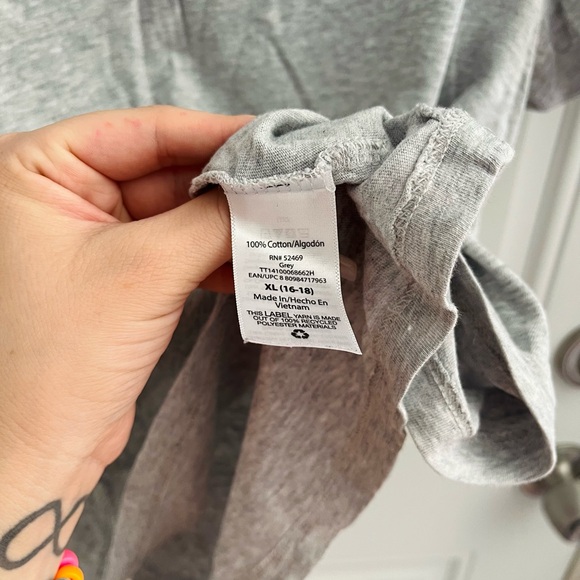 100% Cotton/Algodón
RN# 52469
Grey
TT14100068662H
EAN/UPC 8 80984717963
XL (16-18)
Made In/Hecho En
Vietnam
THIS LABEL YARN IS MADE
OUT OF 100% RECYCLED
POLYESTER MATERIALS